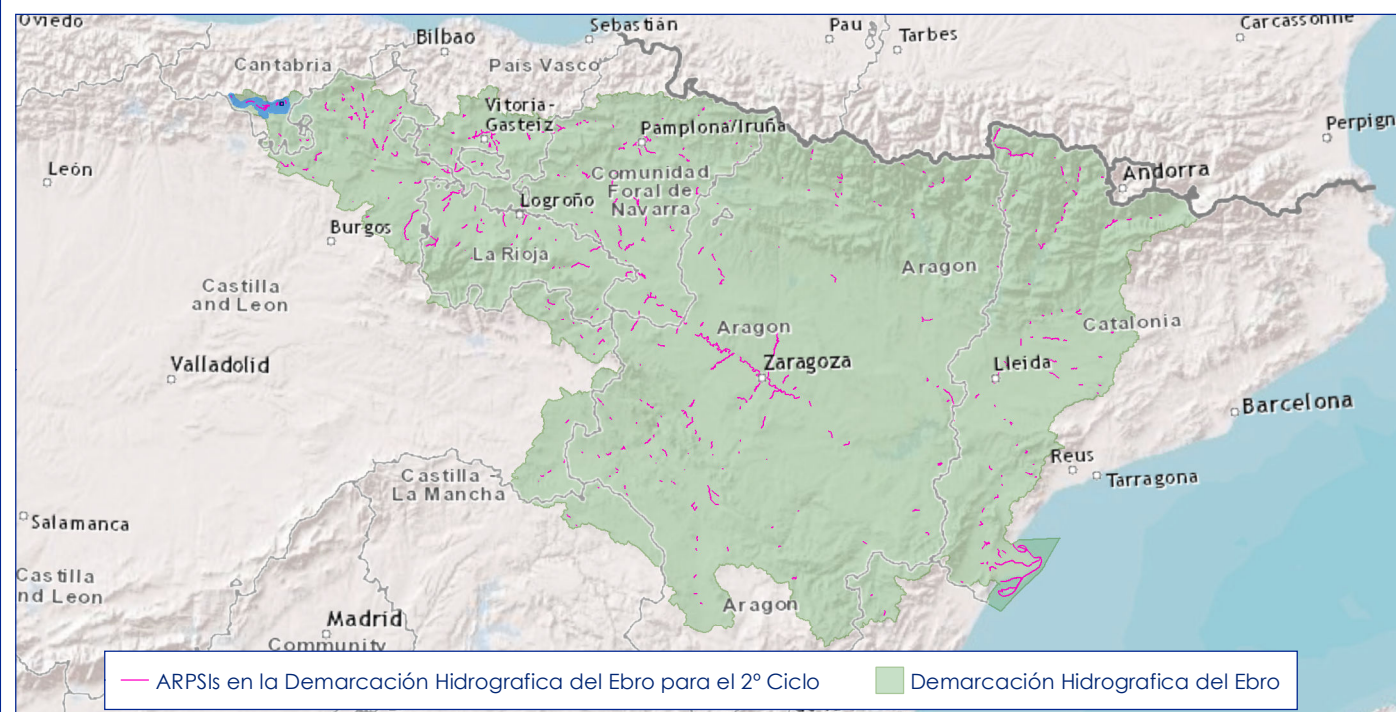 Oviedo
Sebastián
Pau
Carcassonne
Bilbao
Tarbes
Cantabria
País Vasco
Vitoria-
Gasteiz
Pamplona/Iruña
Perpign
León
Comunidad
Foral de
Navarra
Andorra
Logroño
Burgos
La Rioja
Aragon
Castilla
and Leon
Aragon
Catalonia
Valladolid
Zaragoza
Lleida
Barcelona
Castilla
La Mancha
Reus
Tarragona
Salamanca
Castilla
nd Leon
Aragon
Madrid
Community
ARPSIs en la Demarcación Hidrografica del Ebro para el 2º Ciclo
Demarcación Hidrografica del Ebro